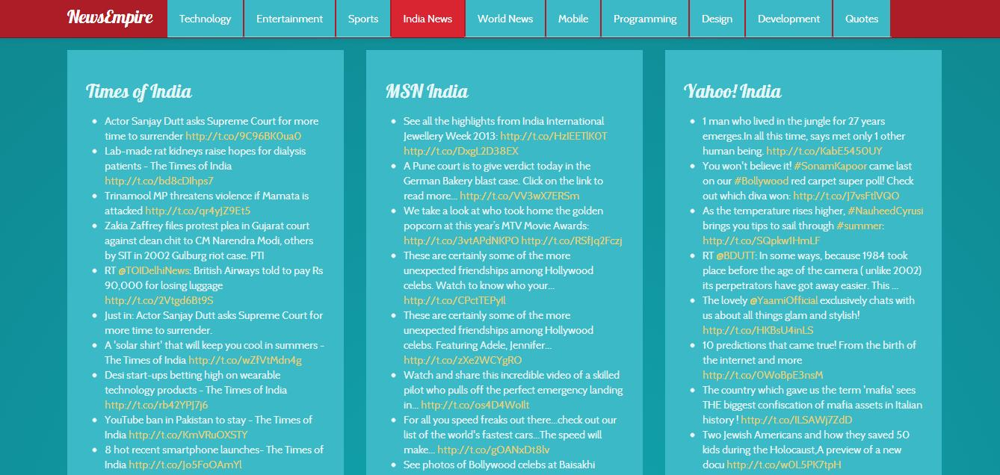 NewsEmpire Technology Entertainment Sports India News World News Mobile Programming Design Development Quotes
Times of India
Actor Sanjay Dutt asks Supreme Court for more
time to surrender http://t.co/9C96BK0ua0
Lab-made rat kidneys raise hopes for dialysis
patients - The Times of India
http://t.co/bd8cDIhps7
Trinamool MP threatens violence if Mamata is
attacked http://t.co/qr4yJZ9Et5
Zakia Zaffrey files protest plea in Gujarat court
against clean chit to CM Narendra Modi, others
by SIT in 2002 Gulburg riot case. PTI
RT @TOIDelhiNews: British Airways told to pay Rs
90,000 for losing luggage
http://t.co/2Vtgd6Bt9S
Just in: Actor Sanjay Dutt asks Supreme Court for
more time to surrender.
A 'solar shirt' that will keep you cool in summers -
The Times of India http://t.co/wZfVtMdn4g
Desi start-ups betting high on wearable
technology products - The Times of India
http://t.co/rb42YPJ7j6
YouTube ban in Pakistan to stay - The Times of
India http://t.co/KmVRuOXSTY
8 hot recent smartphone launches- The Times of
India http://t.co/Jo5FoOAmYl
MSN India
See all the highlights from India International
Jewellery Week 2013: http://t.co/HzIEETlK0T
http://t.co/DxgL2D38EX
A Pune court is to give verdict today in the
German Bakery blast case. Click on the link to
read more... http://t.co/VV3wX7ERSm
We take a look at who took home the golden
popcorn at this year's MTV Movie Awards:
http://t.co/3vtAPdNKPO http://t.co/RSfJq2Fczj
These are certainly some of the more
unexpected friendships among Hollywood
celebs. Watch to know who your...
http://t.co/CPctTEPyIl
These are certainly some of the more
unexpected friendships among Hollywood
celebs. Featuring Adele, Jennifer...
http://t.co/zXe2WCYgRO
Watch and share this incredible video of a skilled
pilot who pulls off the perfect emergency landing
in... http://t.co/os4D4Wollt
For all you speed freaks out there...check out our
list of the world's fastest cars...The speed will
make... http://t.co/gOANxDt8lv
See photos of Bollywood celebs at Baisakhi
Yahoo! India
1 man who lived in the jungle for 27 years
emerges.In all this time, says met only 1 other
human being. http://t.co/KabE545OUY
You won't believe it! #SonamKapoor came last
on our #Bollywood red carpet super poll! Check
out which diva won: http://t.co/J7vsFtlVQO
As the temperature rises higher, #NauheedCyrusi
brings you tips to sail through #summer:
http://t.co/SQpkw1HmLF
RT @BDUTT: In some ways, because 1984 took
place before the age of the camera ( unlike 2002)
its perpetrators have got away easier. This ...
The lovely @YaamiOfficial exclusively chats with
us about all things glam and stylish!
http://t.co/HKBsU4inLS
10 predictions that came true! From the birth of
the internet and more
http://t.co/0WoBpE3nsM
The country which gave us the term 'mafia' sees
THE biggest confiscation of mafia assets in Italian
history ! http://t.co/lLSAWj7ZdD
Two Jewish Americans and how they saved 50
kids during the Holocaust,A preview of a new
docu http://t.co/w0L5PK7tpH